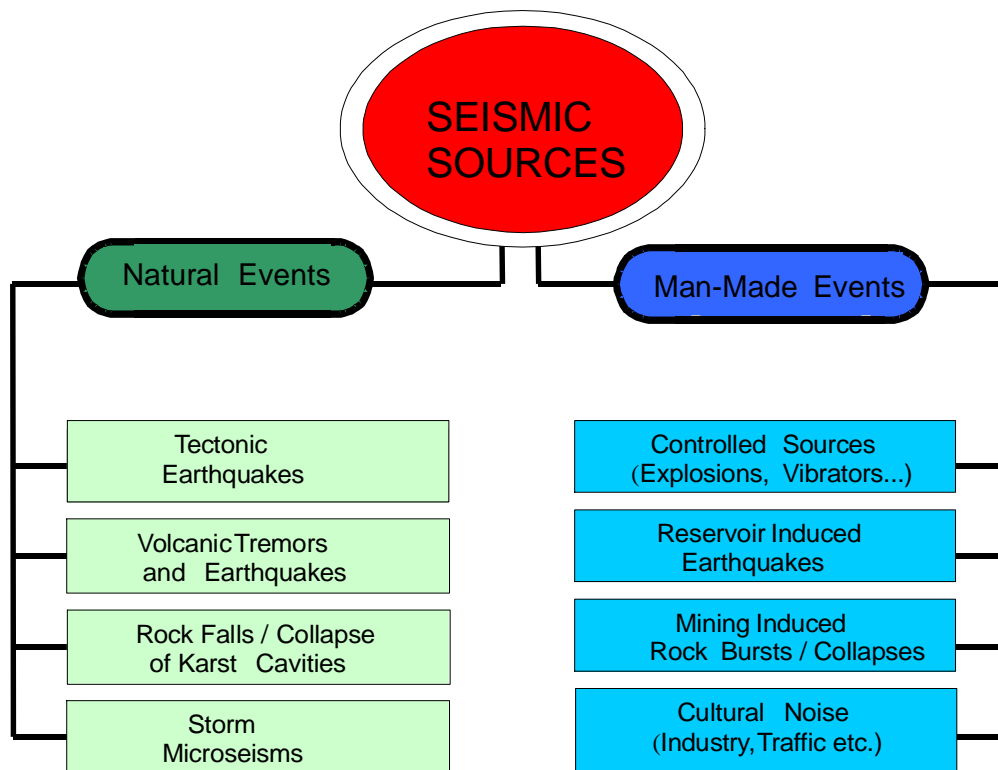 SEISMIC
SOURCES
Natural Events
Man-Made Events
Tectonic
Earthquakes
Volcanic Tremors
and Earthquakes
Rock Falls / Collapse
of Karst Cavities
Storm
Microseisms
Controlled Sources
(Explosions, Vibrators...)
Reservoir Induced
Earthquakes
Mining Induced
Rock Bursts / Collapses
Cultural Noise
(Industry, Traffic etc.)